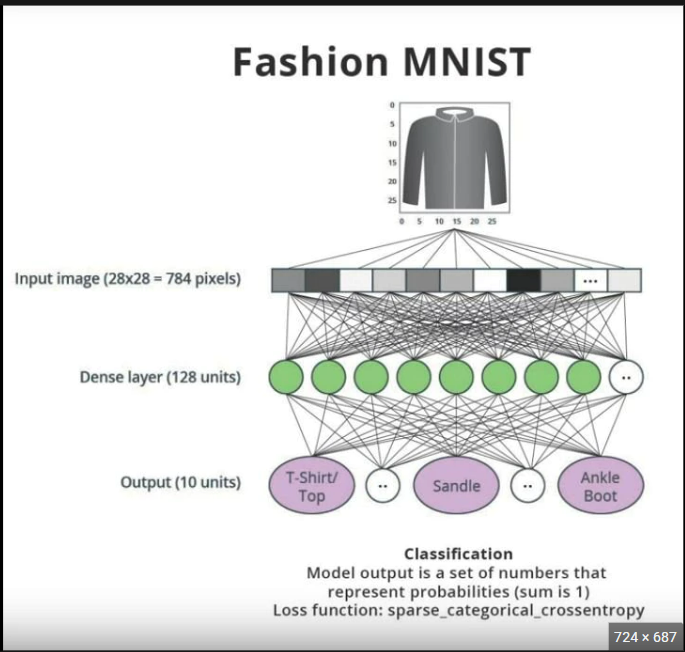 Fashion MNIST
0
5
10
15
20
25
0 5 10 15 20 25
Input image (28x28 = 784 pixels)
...
Dense layer (128 units)
..
Output (10 units)
T-Shirt/
Top
..
Sandle
..
Ankle
Boot
Classification
Model output is a set of numbers that
represent probabilities (sum is 1)
Loss function: sparse_categorical_crossentropy
724 × 687